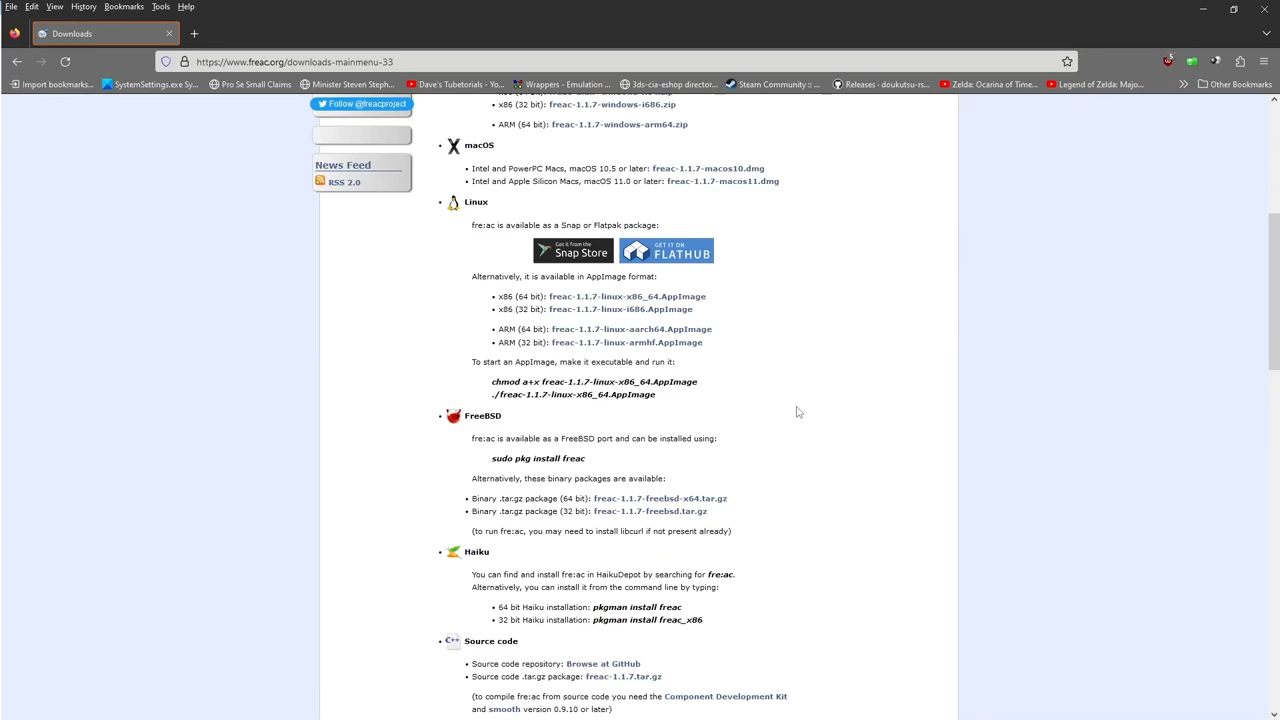 File Edit View History Bookmarks Tools Help
Downloads
https://www.freac.org/downloads-mainmenu-33
5
Import bookmarks... SystemSettings.exe Sy... Pro Small Claims Minister Steven Steph... Dave's Tubetorials - Yo... Wrappers - Emulation ... 3ds-cia-eshop director... Steam Community :: ... Releases · doukutsu-rs... Zelda: Ocarina of Time... Legend of Zelda: Majo... Other Bookmarks
Follow @freacproject
News Feed
RSS 2.0
x86 (32 bit): freac-1.1.7-windows-i686.zip
ARM (64 bit): freac-1.1.7-windows-arm64.zip
macOS
Intel and PowerPC Macs, macOS 10.5 or later: freac-1.1.7-macos10.dmg
Intel and Apple Silicon Macs, macOS 11.0 or later: freac-1.1.7-macos11.dmg
Linux
fre:ac is available as a Snap or Flatpak package:
Get it from the
Snap Store
GET IT ON
FLATHUB
Alternatively, it is available in AppImage format:
x86 (64 bit): freac-1.1.7-linux-x86_64.AppImage
x86 (32 bit): freac-1.1.7-linux-i686.AppImage
ARM (64 bit): freac-1.1.7-linux-aarch64.AppImage
ARM (32 bit): freac-1.1.7-linux-armhf.AppImage
To start an AppImage, make it executable and run it:
chmod a+x freac-1.1.7-linux-x86_64.AppImage
./freac-1.1.7-linux-x86_64.AppImage
FreeBSD
fre:ac is available as a FreeBSD port and can be installed using:
sudo pkg install freac
Alternatively, these binary packages are available:
Binary .tar.gz package (64 bit): freac-1.1.7-freebsd-x64.tar.gz
Binary .tar.gz package (32 bit): freac-1.1.7-freebsd.tar.gz
(to run fre:ac, you may need to install libcurl if not present already)
Haiku
You can find and install fre:ac in HaikuDepot by searching for fre:ac.
Alternatively, you can install it from the command line by typing:
64 bit Haiku installation: pkgman install freac
32 bit Haiku installation: pkgman install freac_x86
C++ Source code
Source code repository: Browse at GitHub
Source code .tar.gz package: freac-1.1.7.tar.gz
(to compile fre:ac from source code you need the Component Development Kit
and smooth version 0.9.10 or later)